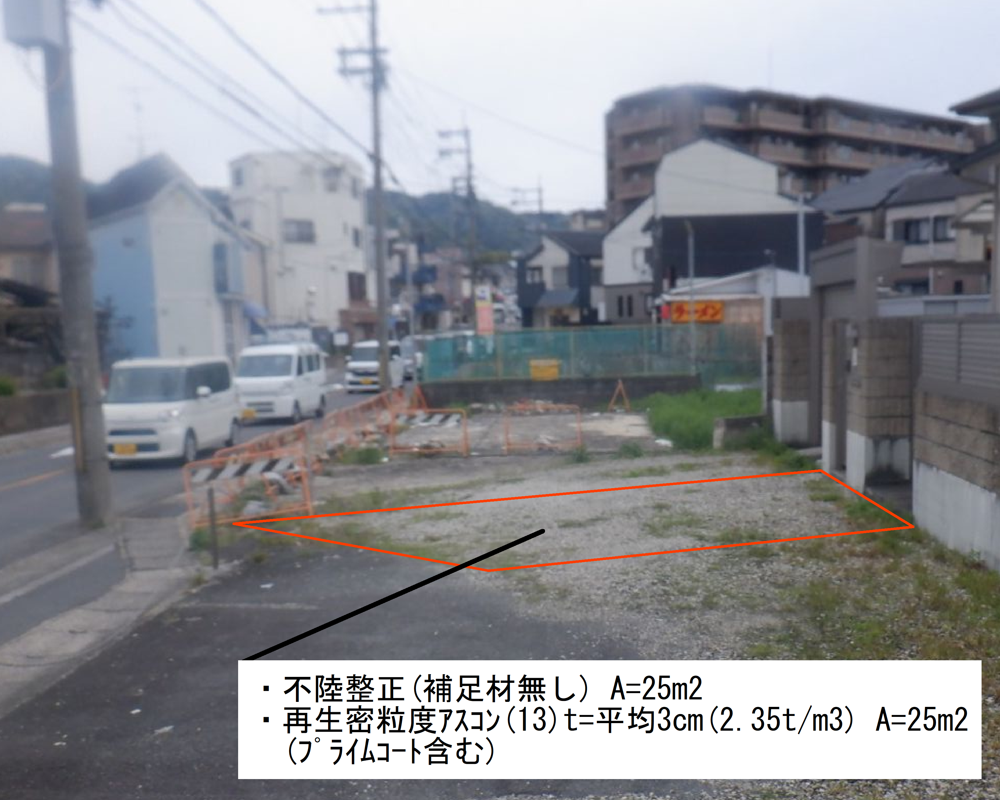 ラーメン
・不陸整正(補足材無し) A=25m2
・再生密粒度ｱｽｺﾝ(13)t=平均3cm(2.35t/m3) A=25m2
(ﾌﾟﾗｲﾑｺｰﾄ含む)